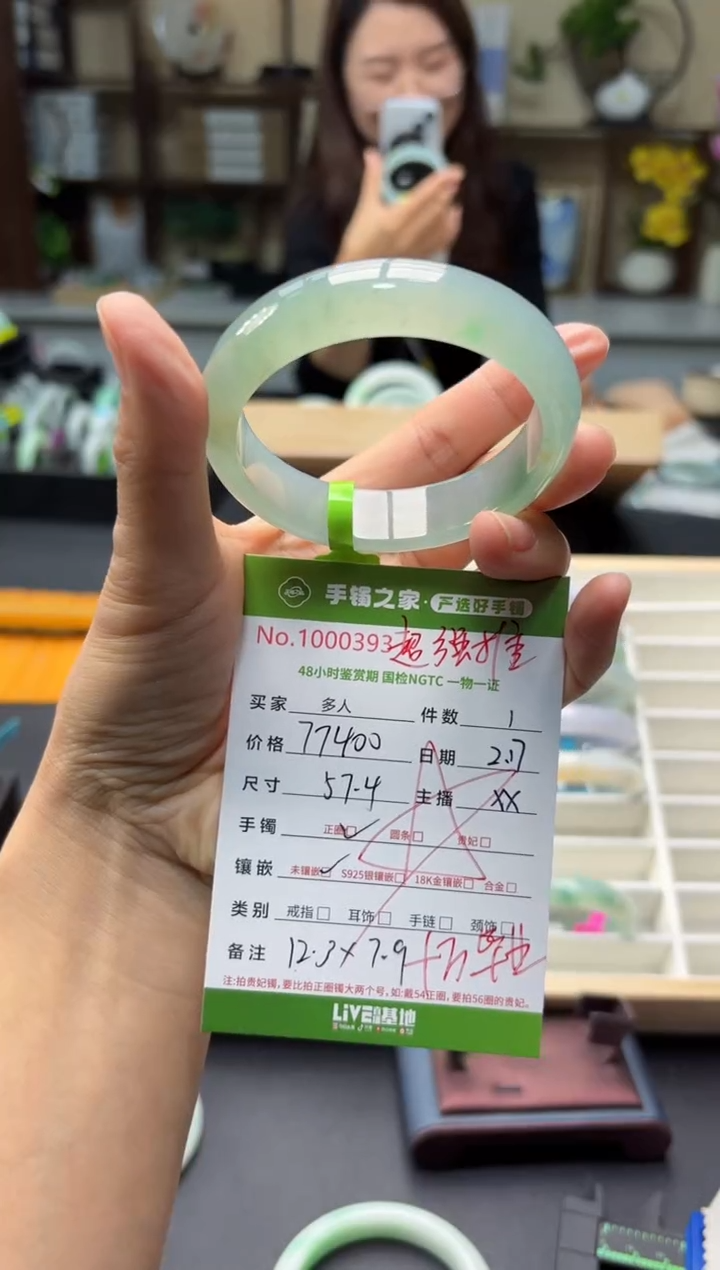 手镯之家·严选好手镯
No.1000393 超强推
48小时鉴赏期 国检NGTC 一物一证
买家 多人 件数 1
价格 77400 日期 2.17
尺寸 57.4 主播 XX
手镯 正圈 圆条 贵妃
镶嵌 未镶嵌 S925银镶嵌 18K金镶嵌 合金
类别 戒指 耳饰 手链 颈饰
备注 12.3×7.9
注:拍贵妃镯,要比拍正圈镯大两个号,如:戴54正圈,要拍56圈的贵妃。
LIVE基地